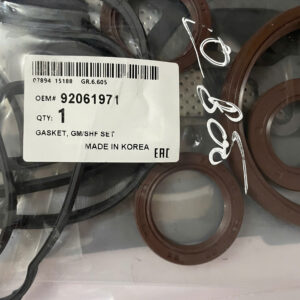 07894 15188 GR.6.605
OEM# 92061971
QTY: 1
GASKET, GM/SHF SET
MADE IN KOREA
EAC